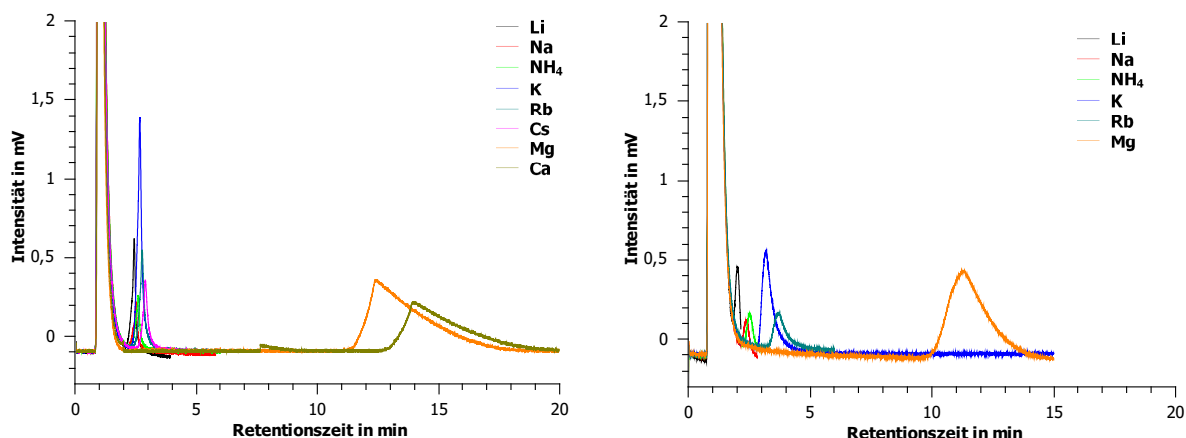 2
1,5
1
0,5
0
Intensität in mV
Li
Na
NH₄
K
Rb
Cs
Mg
Ca
0
5
10
15
20
Retentionszeit in min
2
1,5
1
0,5
0
Intensität in mV
Li
Na
NH₄
K
Rb
Mg
0
5
10
15
20
Retentionszeit in min